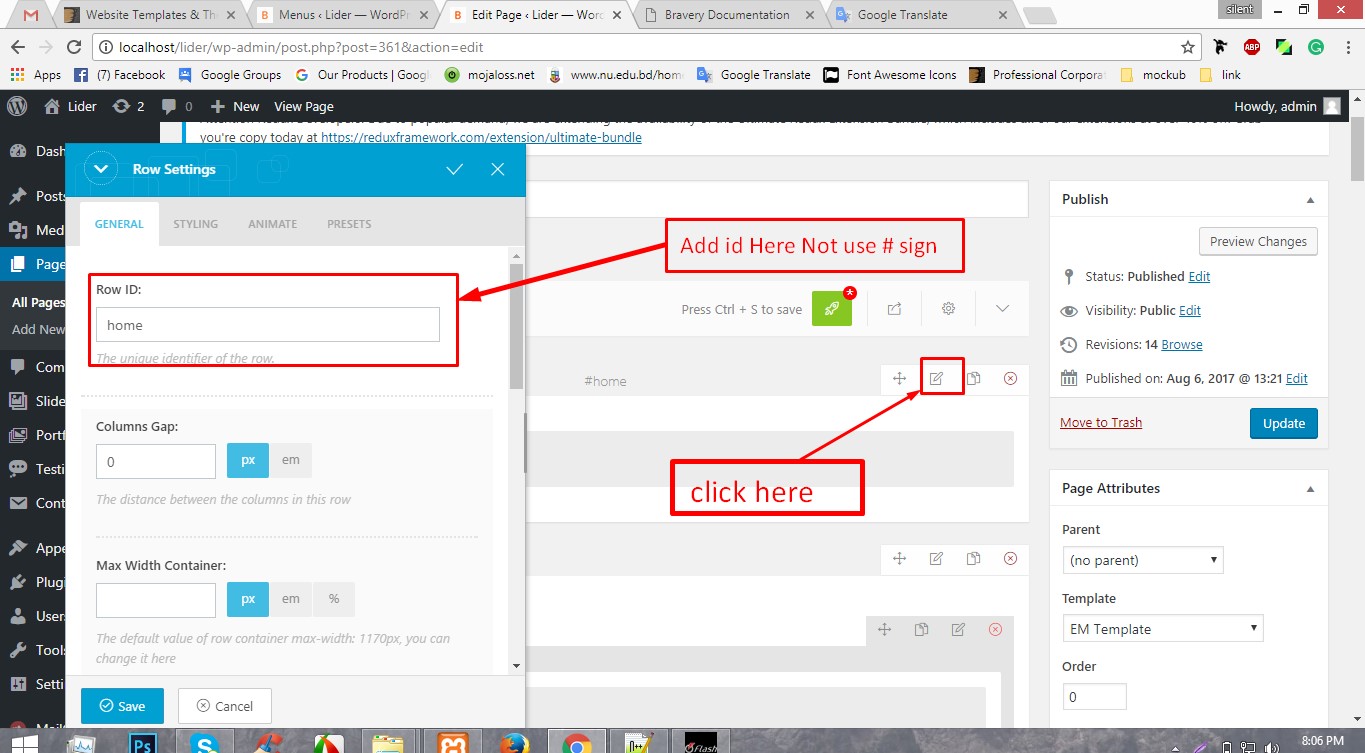 Website Templates & Th
Menus ‹ Lider — WordPr
Edit Page ‹ Lider — Word
Bravery Documentation
Google Translate
silent
localhost/lider/wp-admin/post.php?post=361&action=edit
ABP
Apps
(7) Facebook
Google Groups
Our Products | Googl
mojaloss.net
www.nu.edu.bd/hom
Google Translate
Font Awesome Icons
Professional Corporat
mockub
link
Lider
2
0
New
View Page
Howdy, admin
you're copy today at https://reduxframework.com/extension/ultimate-bundle
Dash
Posts
Med
Page
All Pages
Add New
Com
Slide
Portf
Testi
Cont
Appe
Plugi
Users
Tools
Setti
Row Settings
GENERAL
STYLING
ANIMATE
PRESETS
Row ID:
home
The unique identifier of the row.
Columns Gap:
0
px
em
The distance between the columns in this row
Max Width Container:
px
em
%
The default value of row container max-width: 1170px, you can
change it here
Save
Cancel
Add id Here Not use # sign
Press Ctrl + S to save
#home
click here
Publish
Preview Changes
Status: Published Edit
Visibility: Public Edit
Revisions: 14 Browse
Published on: Aug 6, 2017 @ 13:21 Edit
Move to Trash
Update
Page Attributes
Parent
(no parent)
Template
EM Template
Order
0
Ps
8:06 PM